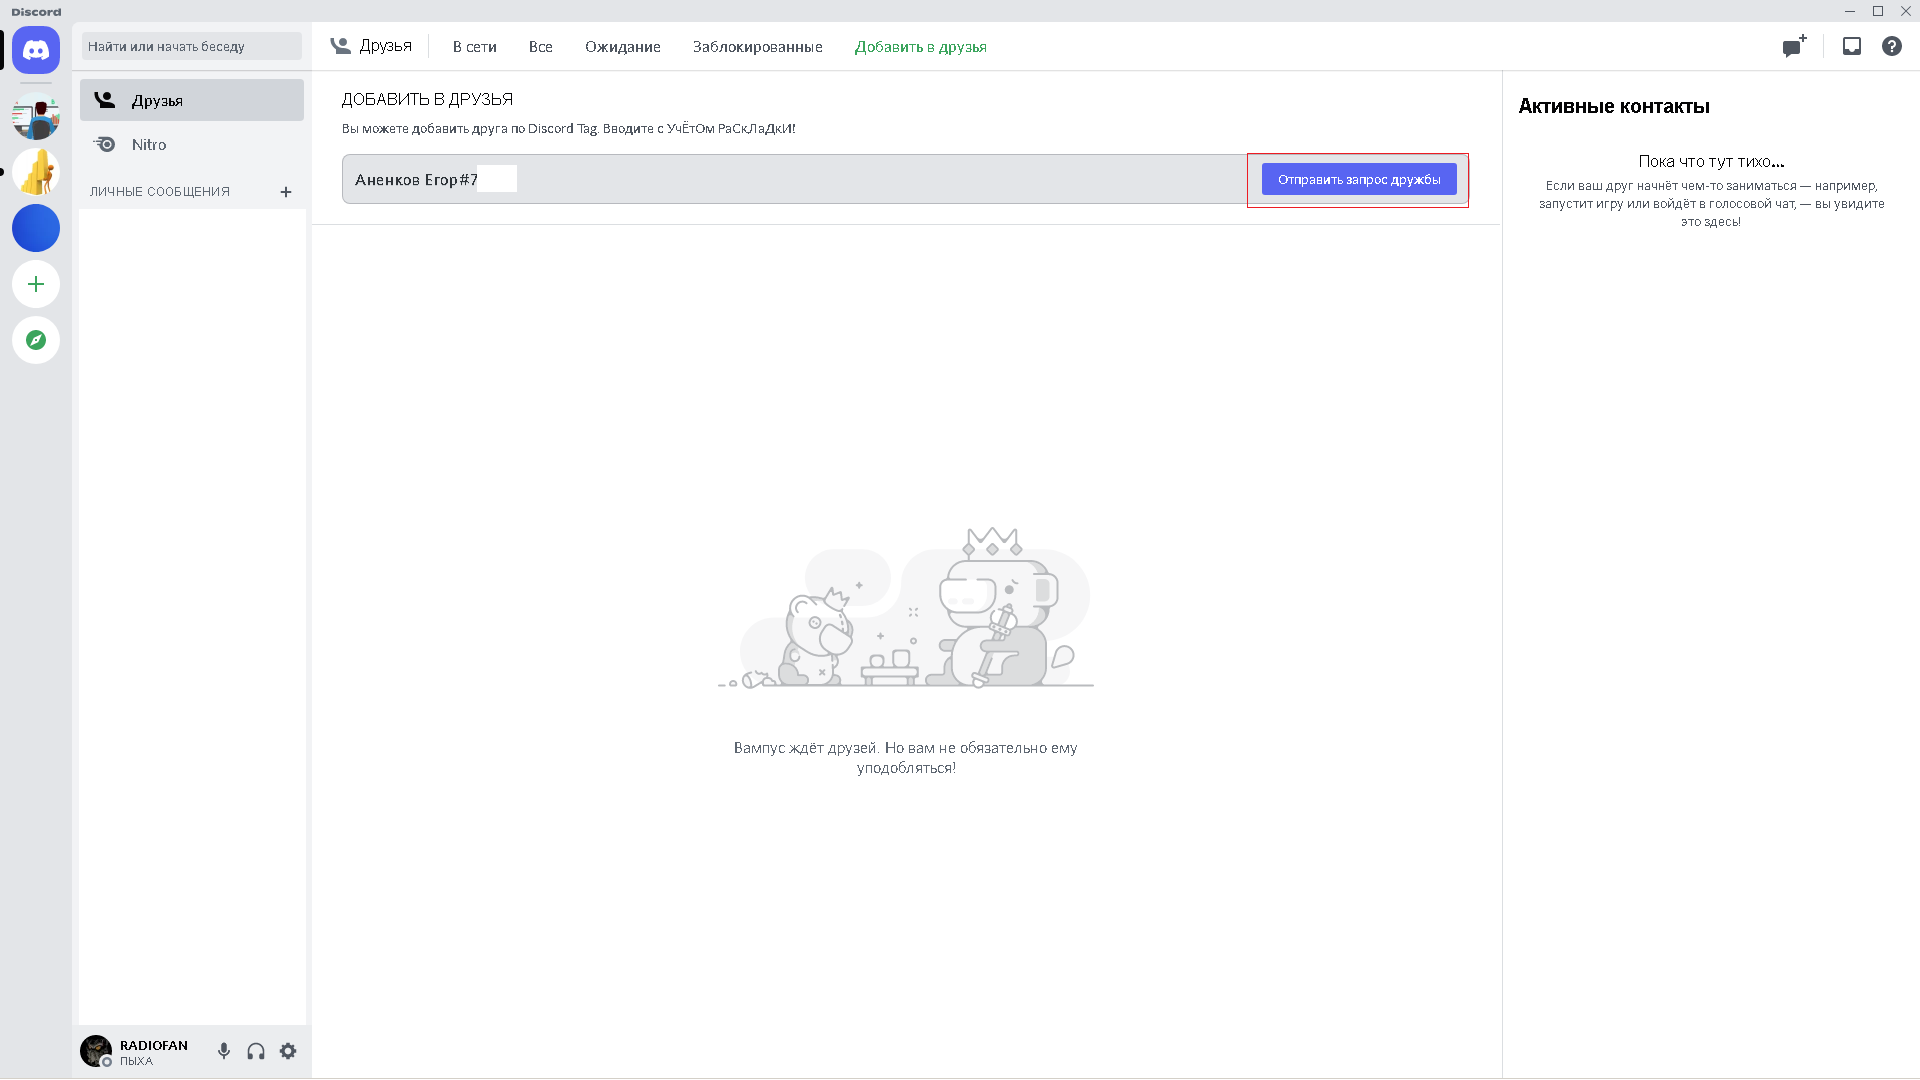 Discord
Найти или начать беседу
Друзья
Nitro
ЛИЧНЫЕ СООБЩЕНИЯ
RADIOFAN
ПЫХА
Друзья
В сети
Все
Ожидание
Заблокированные
Добавить в друзья
ДОБАВИТЬ В ДРУЗЬЯ
Вы можете добавить друга по Discord Tag. Вводите с УчЁтОм РаСкЛаДкИ!
Аненков Егор#7
Отправить запрос дружбы
Вампус ждёт друзей. Но вам не обязательно ему
уподобляться!
Активные контакты
Пока что тут тихо...
Если ваш друг начнёт чем-то заниматься — например,
запустит игру или войдёт в голосовой чат, — вы увидите
это здесь!